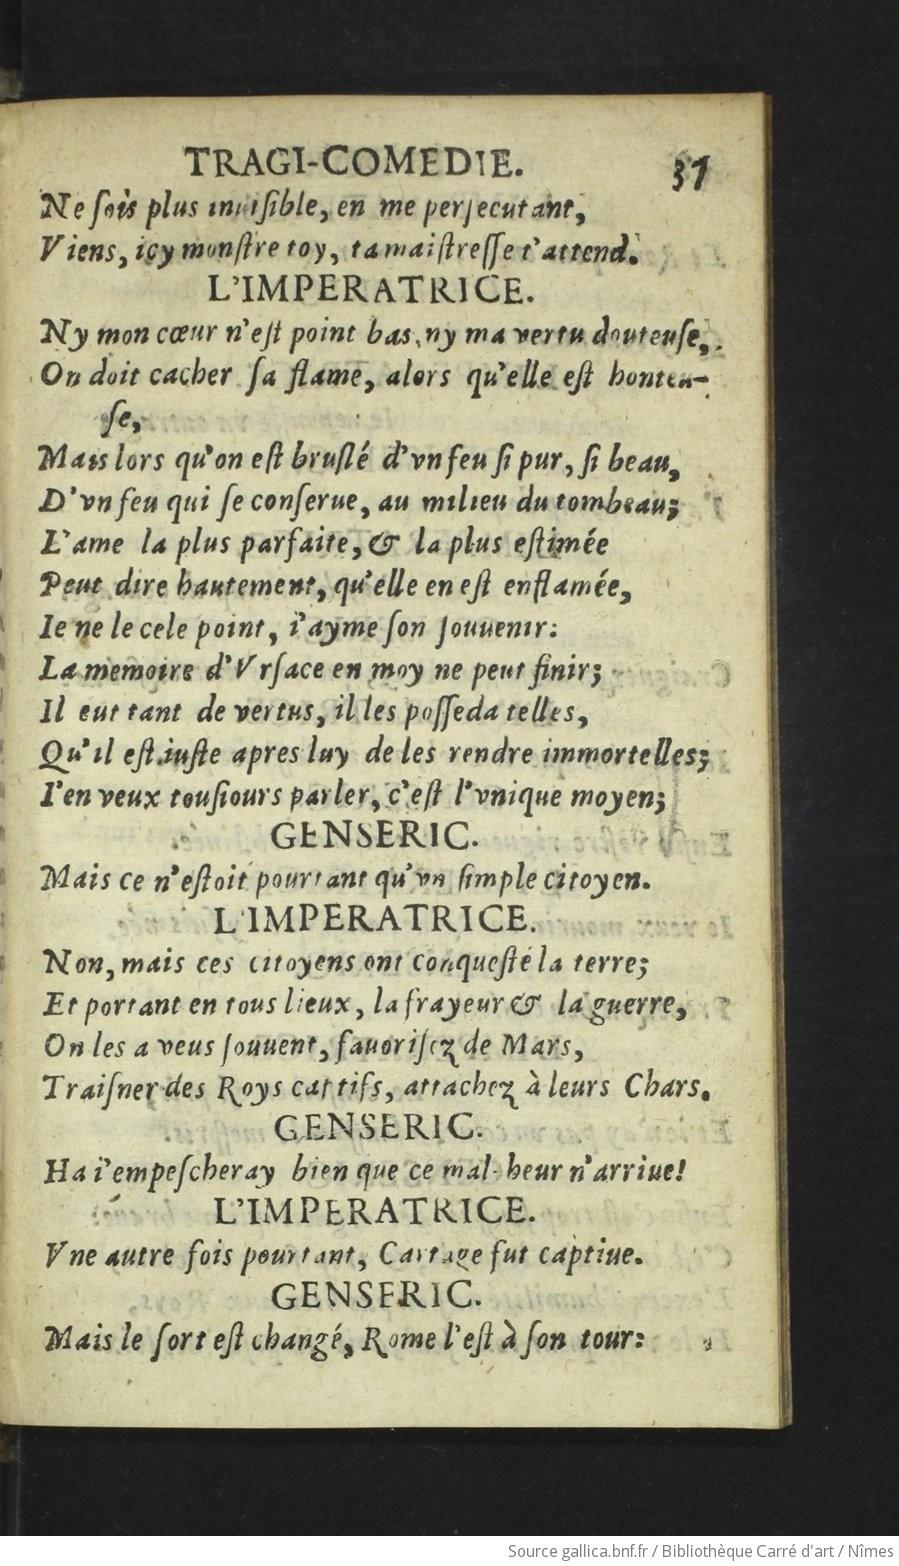 TRAGI-COMEDIE. 37
Ne ſois plus inuiſible, en me perſecutant,
Viens, icy monſtre toy, ta maiſtreſſe t'attend.
L'IMPERATRICE.
Ny mon cœur n'eſt point bas, ny ma vertu douteuſe,
On doit cacher ſa flame, alors qu'elle eſt honteu-
ſe,
Mais lors qu'on eſt bruſlé d'vn feu ſi pur, ſi beau,
D'vn feu qui ſe conſerue, au milieu du tombeau;
L'ame la plus parfaite, & la plus eſtimée
Peut dire hautement, qu'elle en eſt enflamée,
Ie ne le cele point, i'ayme ſon ſouuenir:
La memoire d'Vrſace en moy ne peut finir;
Il eut tant de vertus, il les poſſeda telles,
Qu'il eſt iuſte apres luy de les rendre immortelles;
I'en veux touſiours parler, c'eſt l'vnique moyen;
GENSERIC.
Mais ce n'eſtoit pourtant qu'vn ſimple citoyen.
L'IMPERATRICE.
Non, mais ces citoyens ont conqueſté la terre;
Et portant en tous lieux, la frayeur & la guerre,
On les a veus ſouuent, fauoriſez de Mars,
Traiſner des Roys captifs, attachez à leurs Chars.
GENSERIC.
Ha i'empeſcheray bien que ce mal-heur n'arriue!
L'IMPERATRICE.
Vne autre fois pourtant, Cartage fut captiue.
GENSERIC.
Mais le ſort eſt changé, Rome l'eſt à ſon tour:
Source gallica.bnf.fr / Bibliothèque Carré d'art / Nîmes